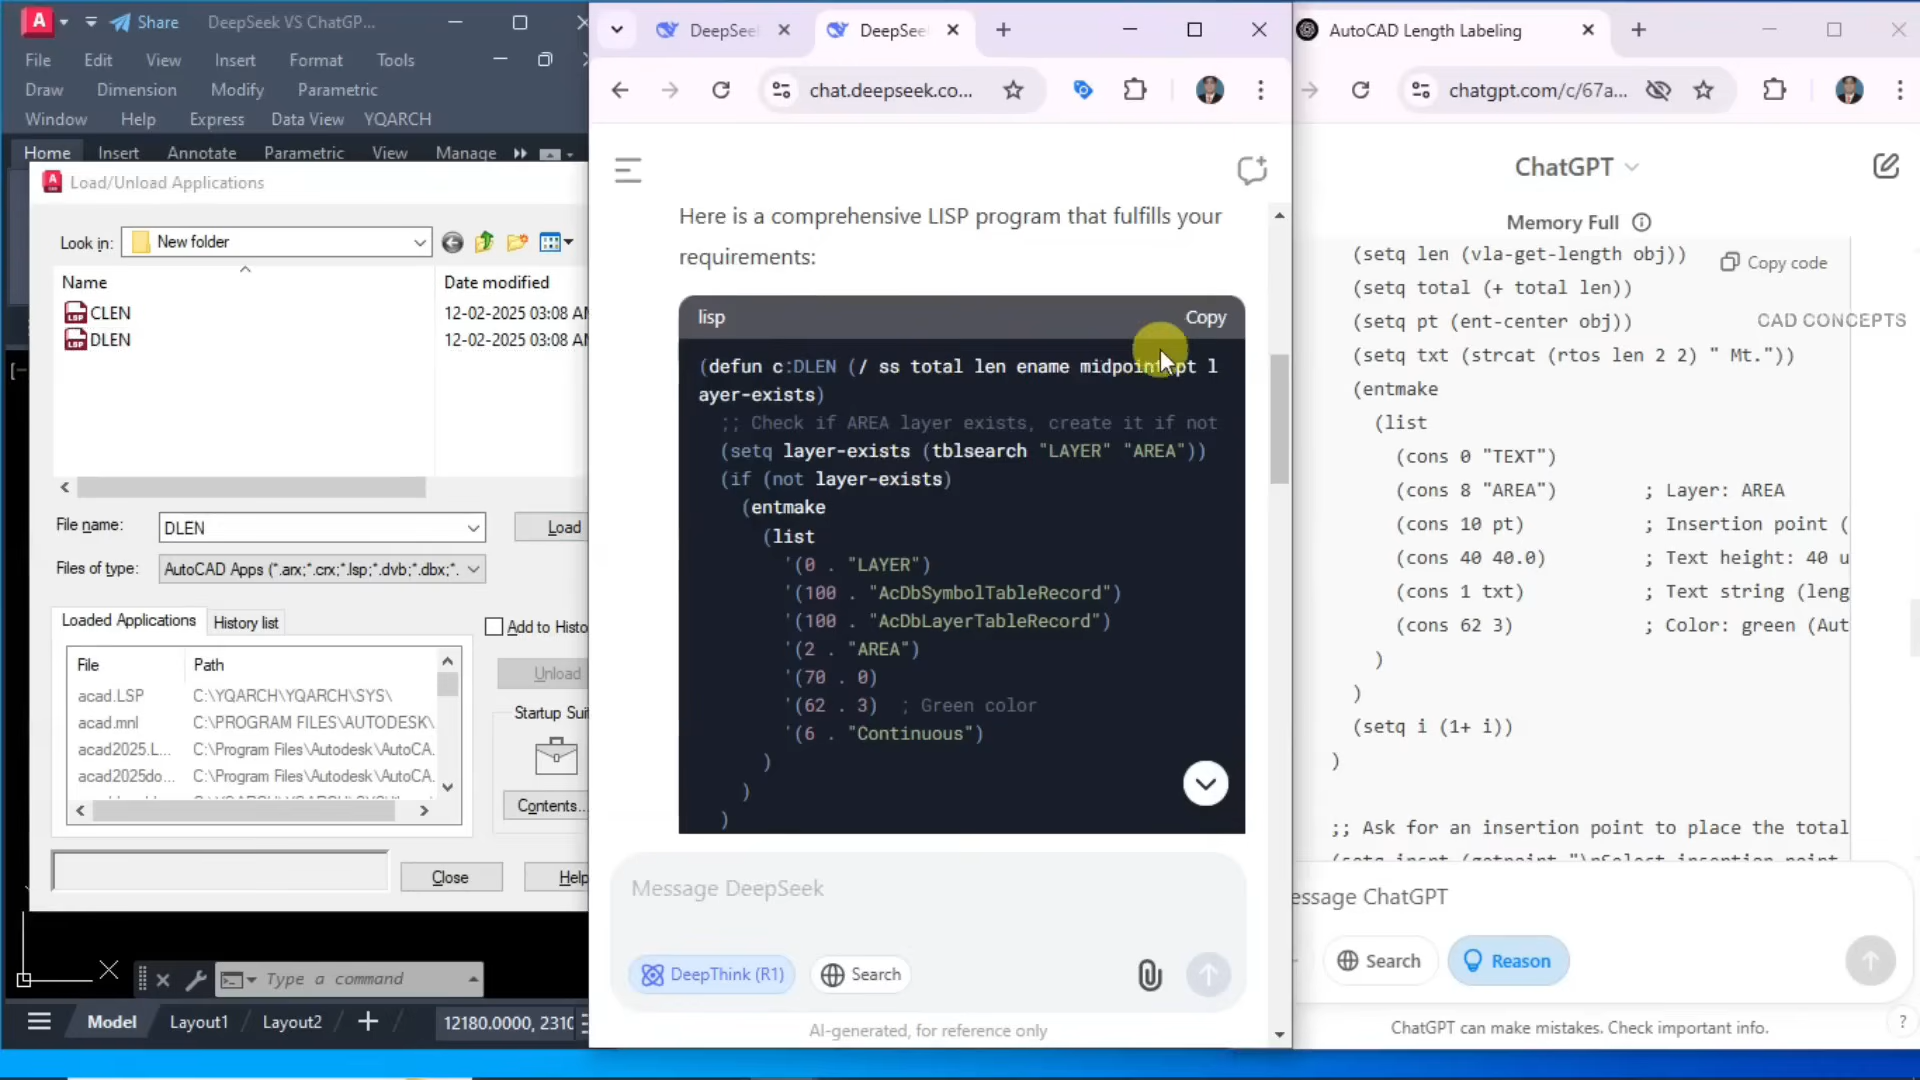 Share
DeepSeek VS ChatGP...
File Edit View Insert Format Tools
Draw Dimension Modify Parametric
Window Help Express Data View YQARCH
Home Insert Annotate Parametric View Manage
Load/Unload Applications
Look in: New folder
Name Date modified
CLEN 12-02-2025 03:08 AM
DLEN 12-02-2025 03:08 AM
File name: DLEN Load
Files of type: AutoCAD Apps (*.arx;*.crx;*.lsp;*.dvb;*.dbx;*.
Loaded Applications History list
Add to Histo
File Path
acad.LSP C:\YQARCH\YQARCH\SYS\
acad.mnl C:\PROGRAM FILES\AUTODESK\
acad2025.L... C:\Program Files\Autodesk\AutoCA.
acad2025do... C:\Program Files\Autodesk\AutoCA.
Unload
Startup Sui
Contents...
Close Help
Type a command
Model Layout1 Layout2 + 12180.0000, 2310
DeepSee DeepSee
chat.deepseek.co...
Here is a comprehensive LISP program that fulfills your
requirements:
lisp Copy
(defun c:DLEN (/ ss total len ename midpoint pt l
ayer-exists)
;; Check if AREA layer exists, create it if not
(setq layer-exists (tblsearch "LAYER" "AREA"))
(if (not layer-exists)
(entmake
(list
'(0 . "LAYER")
'(100 . "AcDbSymbolTableRecord")
'(100 . "AcDbLayerTableRecord")
'(2 . "AREA")
'(70 . 0)
'(62 . 3) ; Green color
'(6 . "Continuous")
)
)
)
Message DeepSeek
DeepThink (R1) Search
AI-generated, for reference only
AutoCAD Length Labeling
chatgpt.com/c/67a...
ChatGPT
Memory Full
Copy code
CAD CONCEPTS
(setq len (vla-get-length obj))
(setq total (+ total len))
(setq pt (ent-center obj))
(setq txt (strcat (rtos len 2 2) " Mt."))
(entmake
(list
(cons 0 "TEXT")
(cons 8 "AREA") ; Layer: AREA
(cons 10 pt) ; Insertion point (
(cons 40 40.0) ; Text height: 40 u
(cons 1 txt) ; Text string (leng
(cons 62 3) ; Color: green (Aut
)
)
(setq i (1+ i))
)
;; Ask for an insertion point to place the total
essage ChatGPT
Search Reason
ChatGPT can make mistakes. Check important info.
?